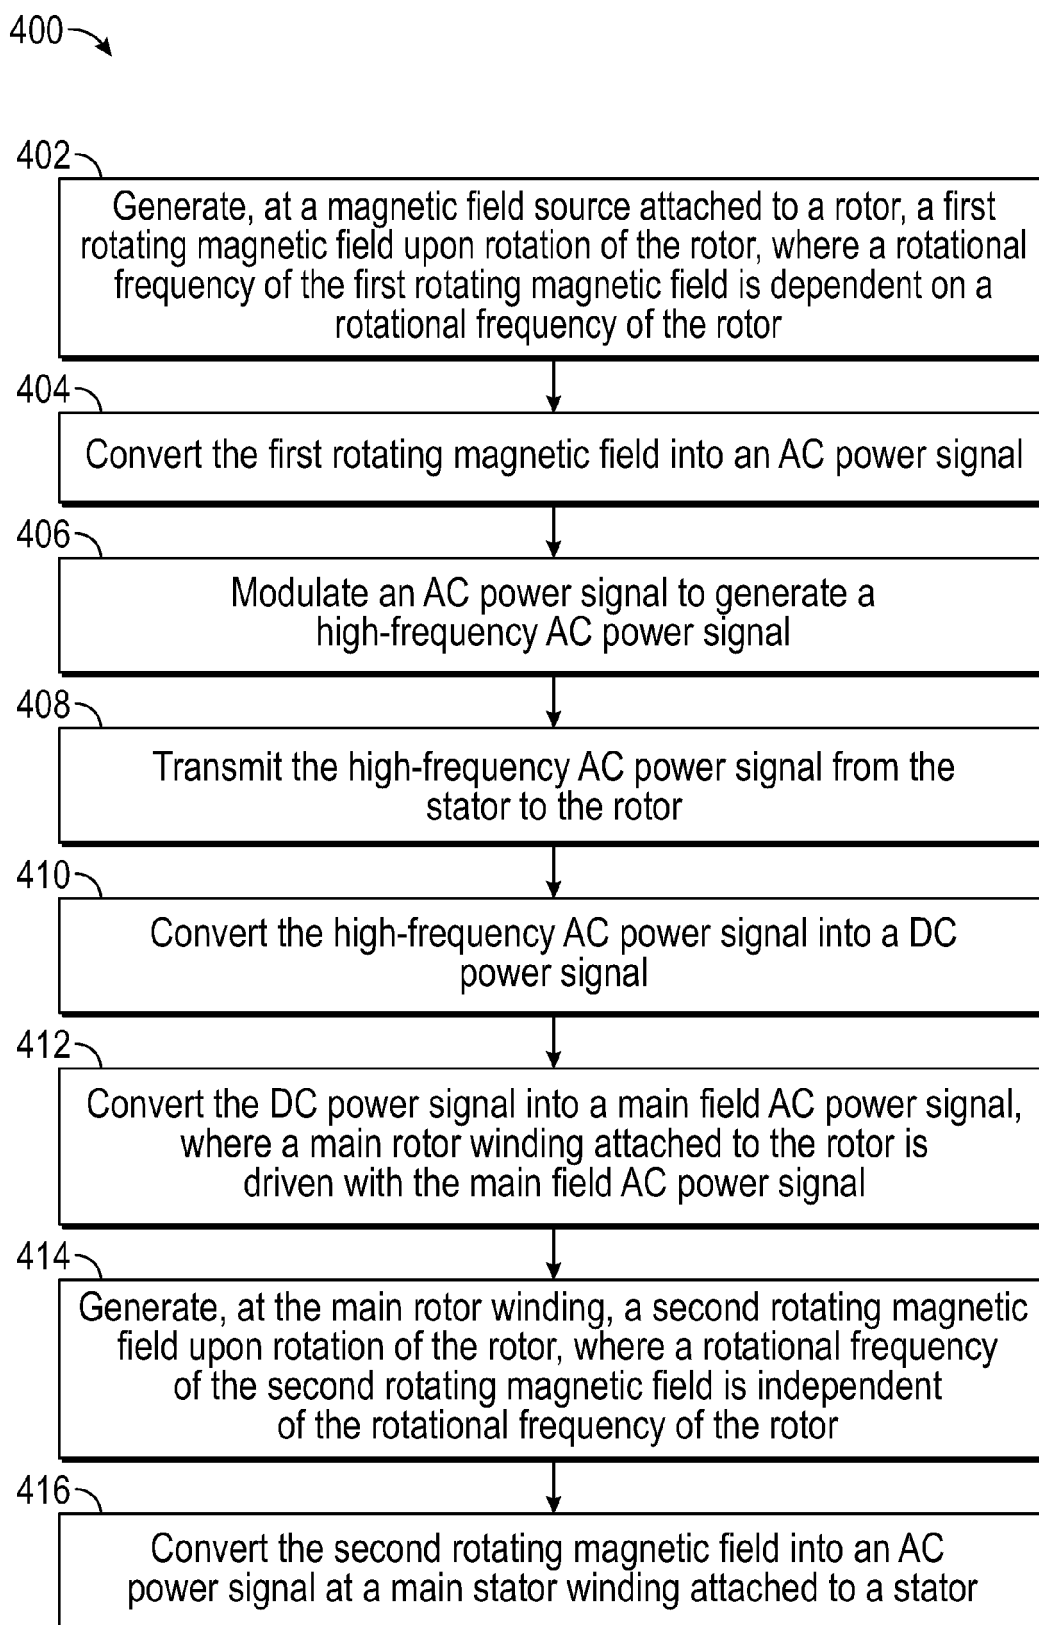 400
402
Generate, at a magnetic field source attached to a rotor, a first
rotating magnetic field upon rotation of the rotor, where a rotational
frequency of the first rotating magnetic field is dependent on a
rotational frequency of the rotor
404
Convert the first rotating magnetic field into an AC power signal
406
Modulate an AC power signal to generate a
high-frequency AC power signal
408
Transmit the high-frequency AC power signal from the
stator to the rotor
410
Convert the high-frequency AC power signal into a DC
power signal
412
Convert the DC power signal into a main field AC power signal,
where a main rotor winding attached to the rotor is
driven with the main field AC power signal
414
Generate, at the main rotor winding, a second rotating magnetic
field upon rotation of the rotor, where a rotational frequency
of the second rotating magnetic field is independent
of the rotational frequency of the rotor
416
Convert the second rotating magnetic field into an AC
power signal at a main stator winding attached to a stator